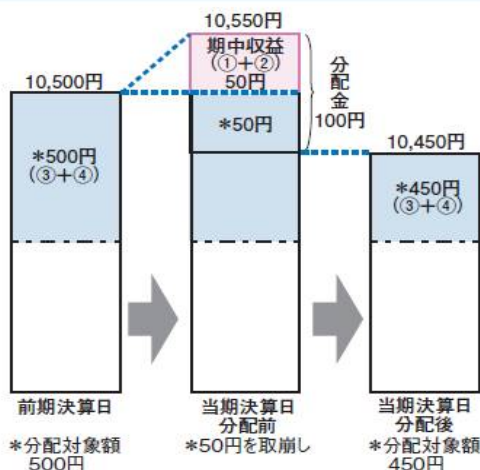 10,550円
期中収益
(①+②)
50円
分配金
100円
10,500円
*50円
10,450円
*500円
(③+④)
*450円
(③+④)
前期決算日
当期決算日
分配前
当期決算日
分配後
*分配対象額
500円
*50円を取崩し
*分配対象額
450円